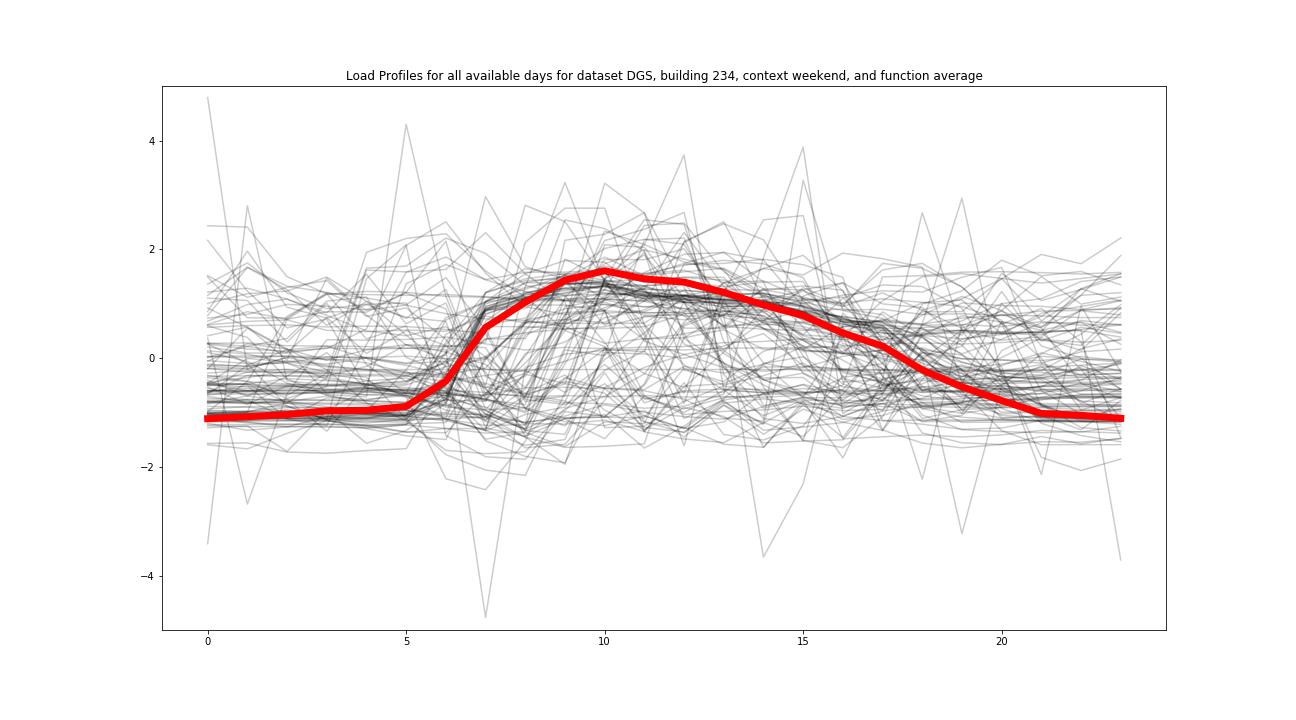 Load Profiles for all available days for dataset DGS, building 234, context weekend, and function average
4
2
0
−2
−4
0 5 10 15 20